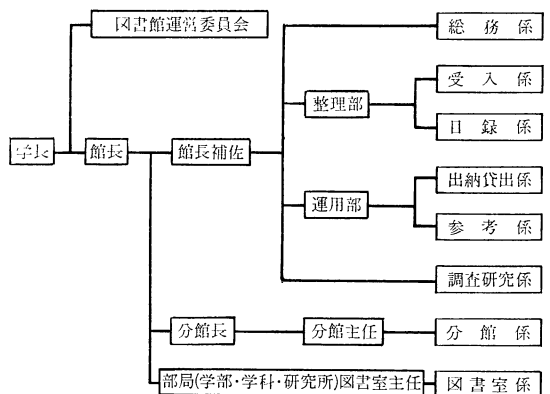 図書館運営委員会
総務係
受入係
整理部
目録係
学長
館長
館長補佐
出納貸出係
運用部
参考係
調査研究係
分館長
分館主任
分館係
部局(学部・学科・研究所)図書室主任
図書室係